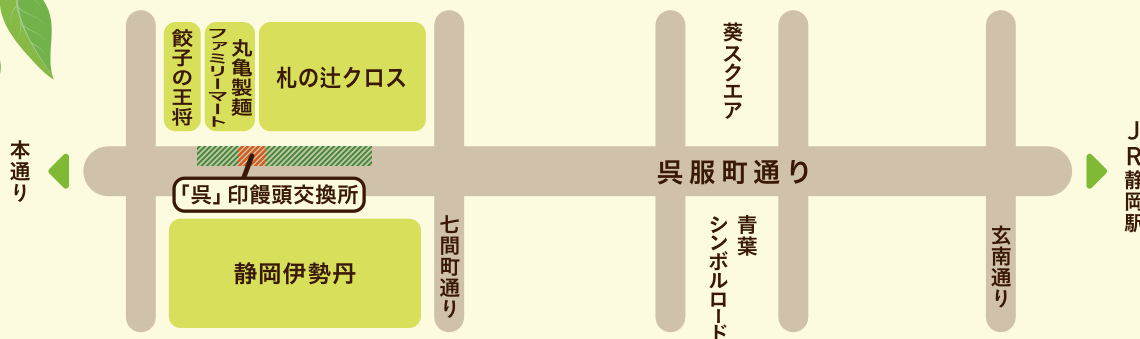 餃子の王将
丸亀製麺
ファミリーマート
札の辻クロス
葵スクエア
本通り
呉服町通り
JR静岡駅
「呉」印饅頭交換所
静岡伊勢丹
七間町通り
青葉
シンボルロード
玄南通り